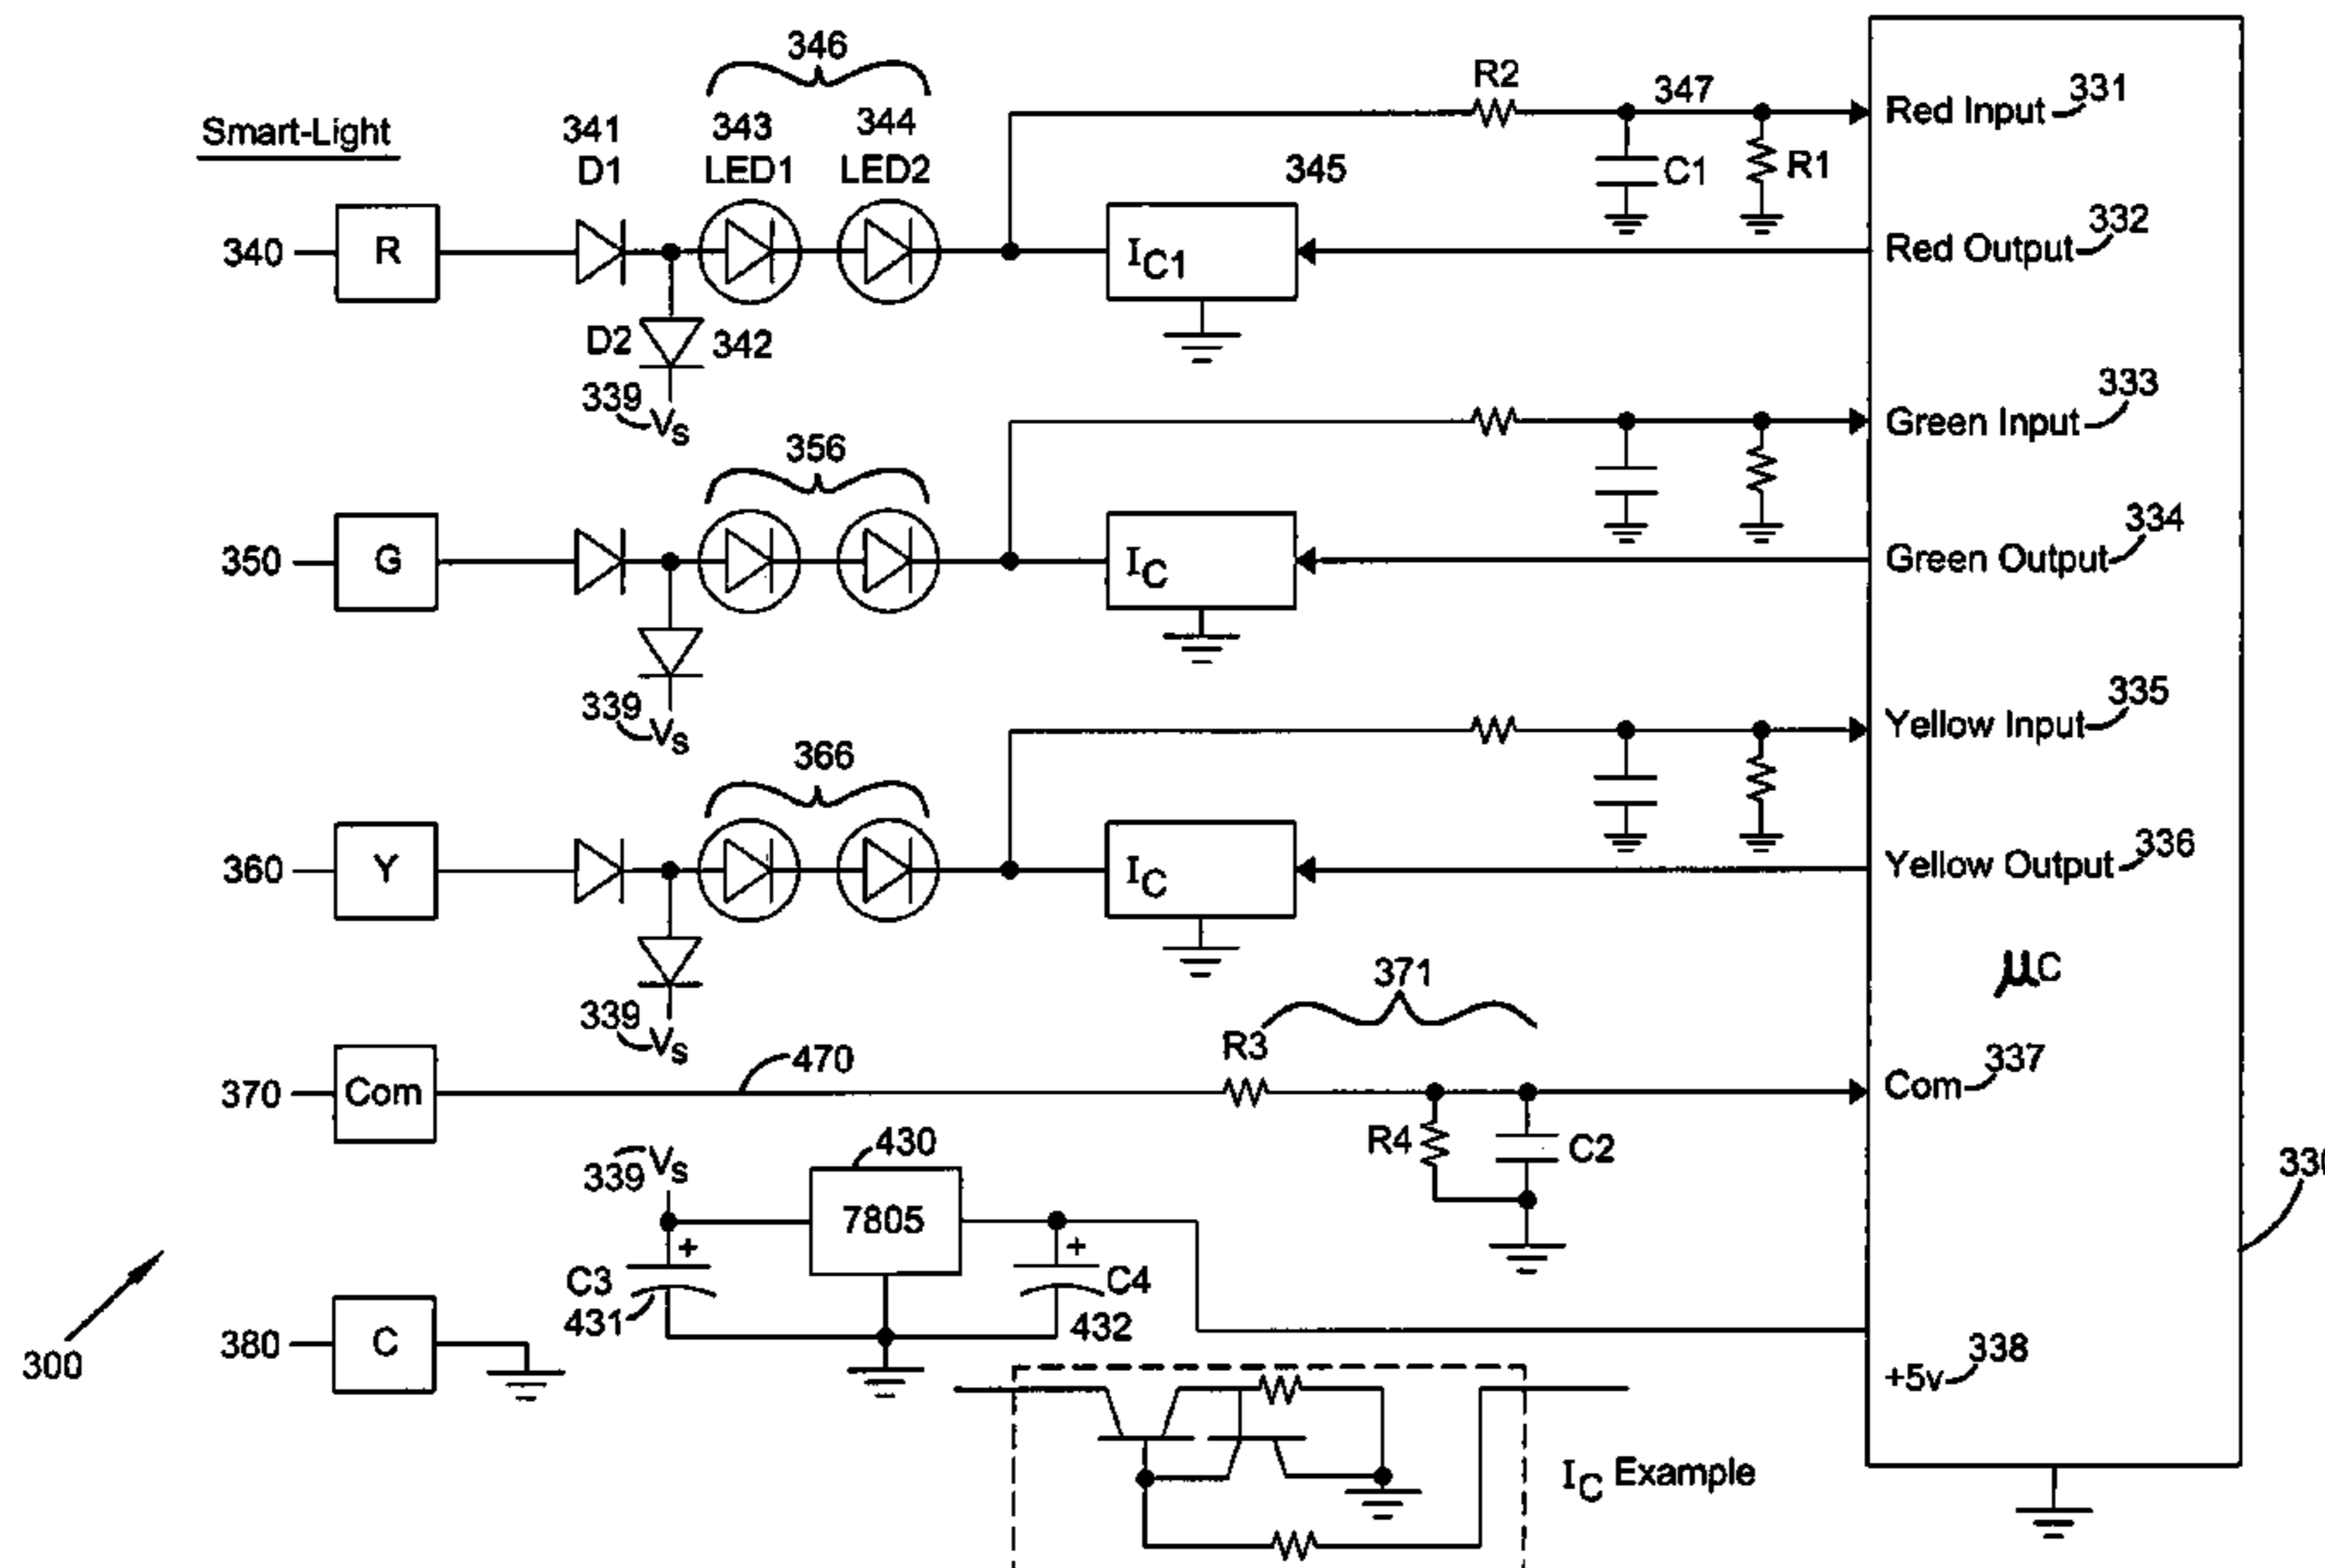 346
Smart-Light
341
D1
343
LED1
344
LED2
R2
347
C1
R1
345
Red Input 331
340
R
IC1
Red Output 332
D2
342
339
Vs
356
Green Input 333
350
G
IC
Green Output 334
339
Vs
366
Yellow Input 335
360
Y
IC
Yellow Output 336
339
Vs
371
μC
370
Com
470
R3
R4
C2
Com 337
339
Vs
430
7805
+
C3
431
+
C4
432
380
C
300
+5v 338
IC Example